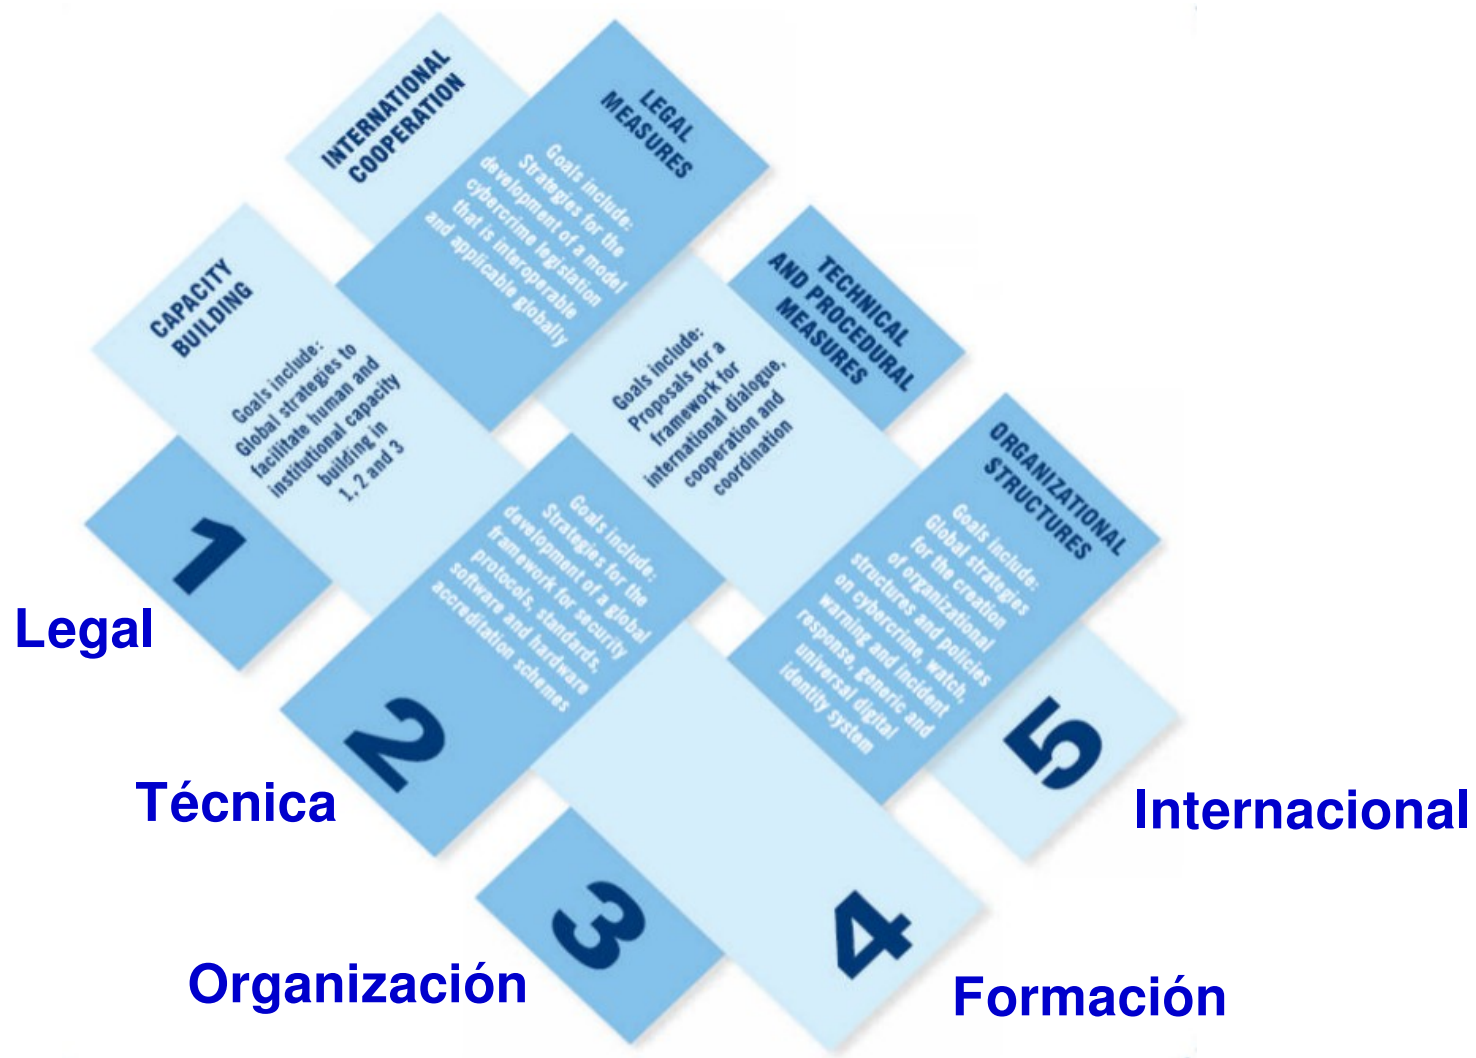 INTERNATIONAL
COOPERATION
LEGAL
MEASURES
Goals include:
Strategies for the
development of a model
cybercrime legislation
that is interoperable
and applicable globally
CAPACITY
BUILDING
Goals include:
Global strategies to
facilitate human and
institutional capacity
building in
1, 2 and 3
TECHNICAL
AND PROCEDURAL
MEASURES
Goals include:
Proposals for a
framework for
international dialogue,
cooperation and
coordination
ORGANIZATIONAL
STRUCTURES
Goals include:
Global strategies
for the creation
of organizational
structures and policies
on cybercrime, watch,
warning and incident
response, generic and
universal digital
identity system
Goals include:
Strategies for the
development of a global
framework for security
protocols, standards,
software and hardware
accreditation schemes
1
Legal
2
Técnica
3
Organización
4
Formación
5
Internacional